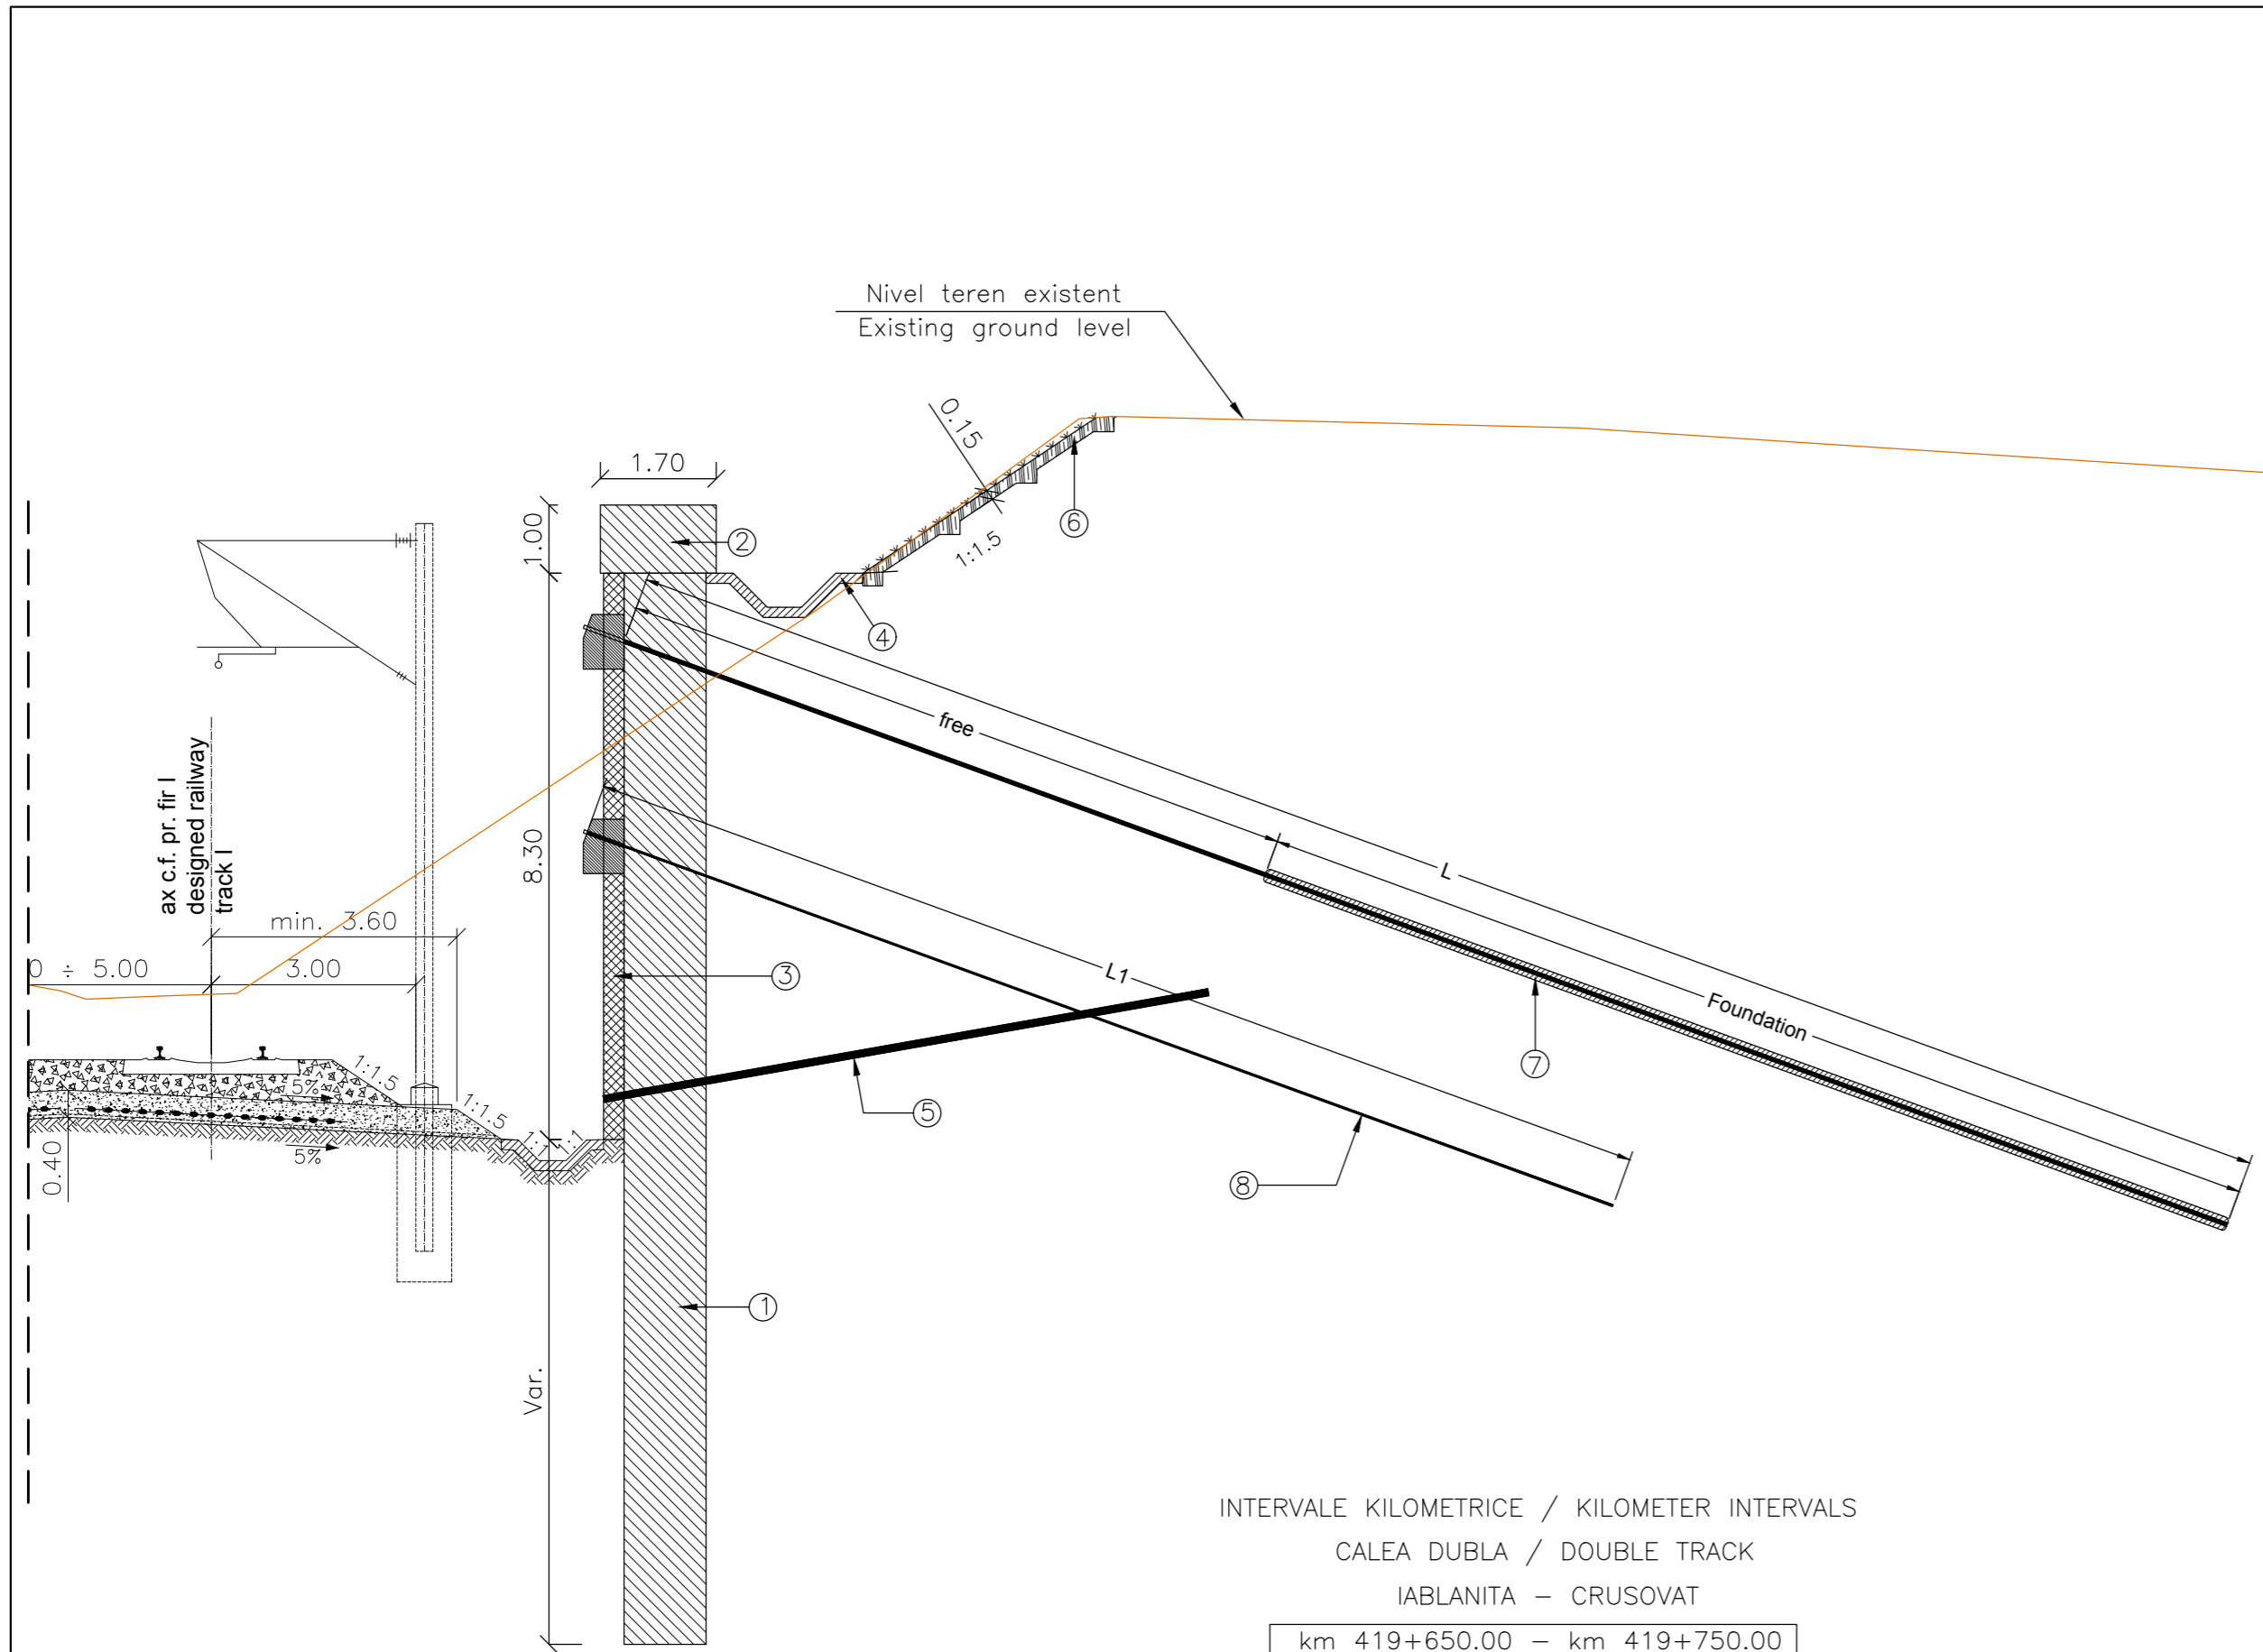 Nivel teren existent
Existing ground level
0.15
1.70
1.00
②
⑥
1:1.5
④
free
ax c.f. pr. fir I
designed railway
track I
8.30
L
min. 3.60
0 ÷ 5.00
3.00
③
L1
Foundation
⑦
1:1.5
5%
1:1.5
⑤
1:1
5%
0.40
⑧
①
Var.
INTERVALE KILOMETRICE / KILOMETER INTERVALS
CALEA DUBLA / DOUBLE TRACK
IABLANITA – CRUSOVAT
km 419+650.00 – km 419+750.00